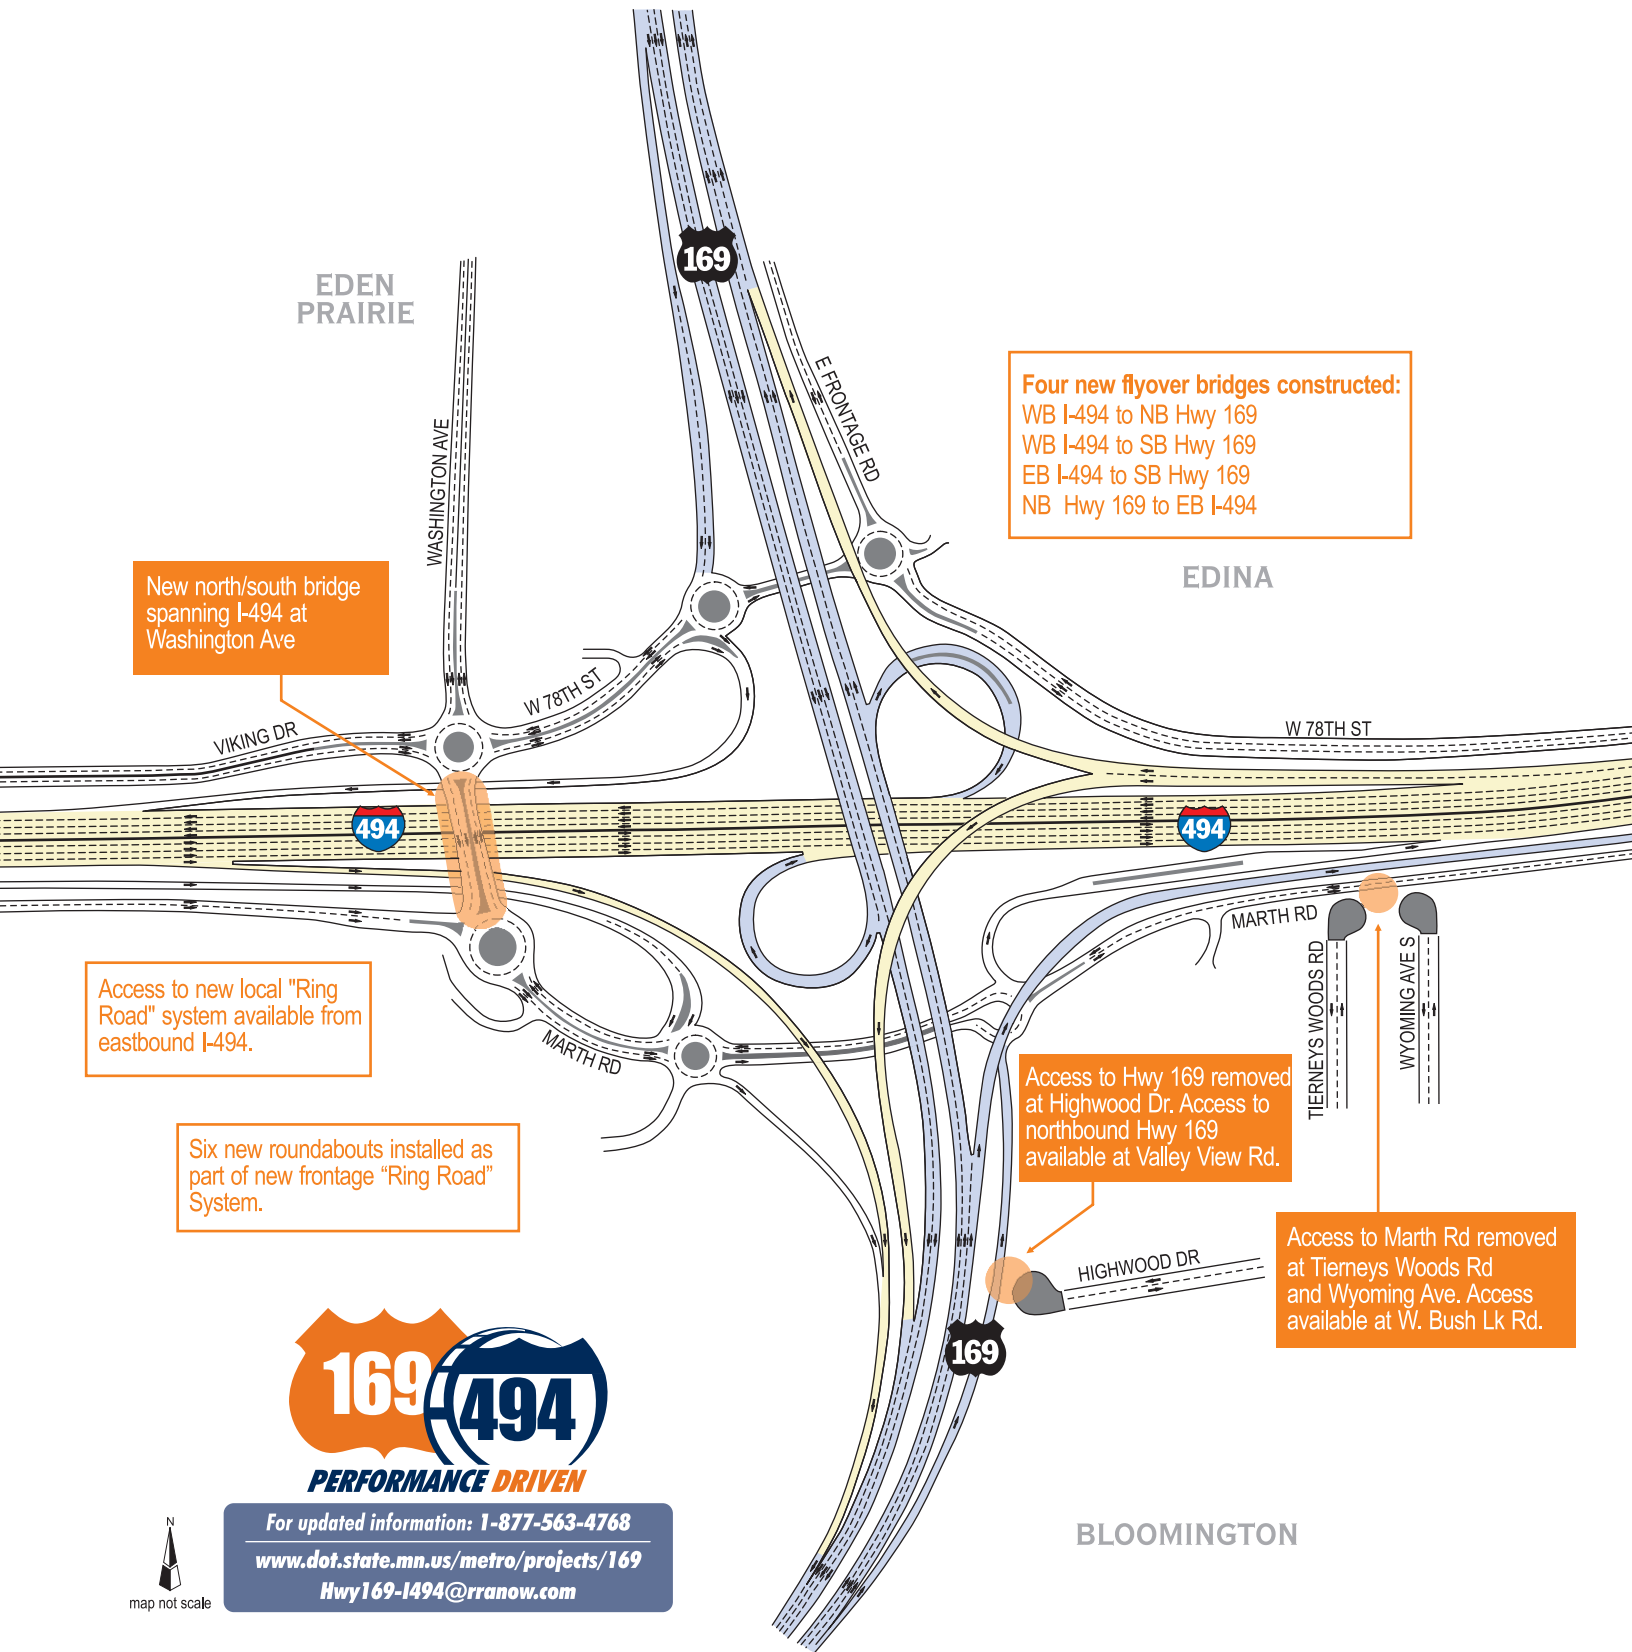 169
EDEN
PRAIRIE
E FRONTAGE RD
WASHINGTON AVE
Four new flyover bridges constructed:
WB I-494 to NB Hwy 169
WB I-494 to SB Hwy 169
EB I-494 to SB Hwy 169
NB Hwy 169 to EB I-494
EDINA
New north/south bridge
spanning I-494 at
Washington Ave
W 78TH ST
VIKING DR
W 78TH ST
494
494
MARTH RD
TIERNEYS WOODS RD
WYOMING AVE S
Access to new local "Ring
Road" system available from
eastbound I-494.
MARTH RD
Access to Hwy 169 removed
at Highwood Dr. Access to
northbound Hwy 169
available at Valley View Rd.
Six new roundabouts installed as
part of new frontage “Ring Road”
System.
HIGHWOOD DR
Access to Marth Rd removed
at Tierneys Woods Rd
and Wyoming Ave. Access
available at W. Bush Lk Rd.
169
169
494
PERFORMANCE DRIVEN
For updated information: 1-877-563-4768
www.dot.state.mn.us/metro/projects/169
Hwy169-I494@rranow.com
N
map not scale
BLOOMINGTON